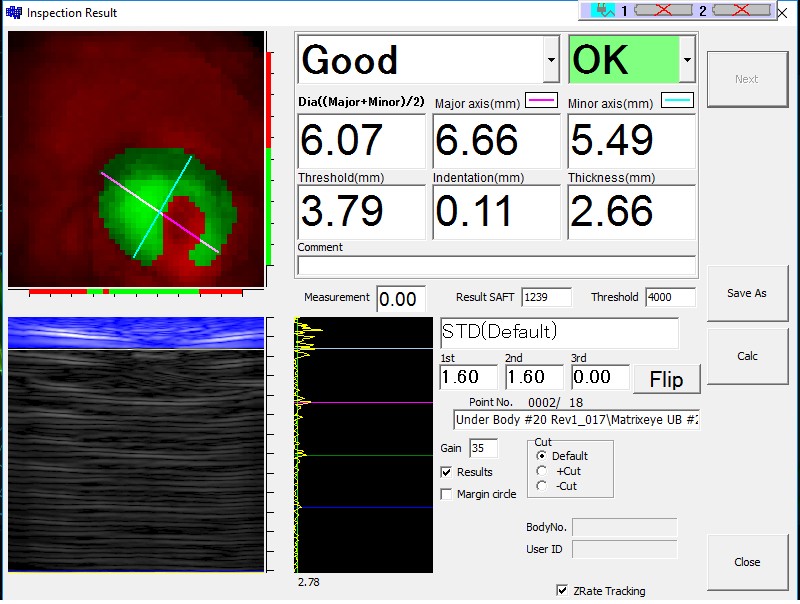 Inspection Result
1 2
Good OK
Next
Dia((Major+Minor)/2) Major axis(mm) Minor axis(mm)
6.07 6.66 5.49
Threshold(mm) Indentation(mm) Thickness(mm)
3.79 0.11 2.66
Comment
Measurement 0.00 Result SAFT 1239 Threshold 4000
Save As
STD(Default)
Calc
1st 2nd 3rd
1.60 1.60 0.00 Flip
Point No. 0002/ 18
Under Body #20 Rev1_017\Matrixeye UB #2
Gain 35
Cut
Default
+Cut
-Cut
Results
Margin circle
BodyNo.
User ID
Close
2.78
ZRate Tracking